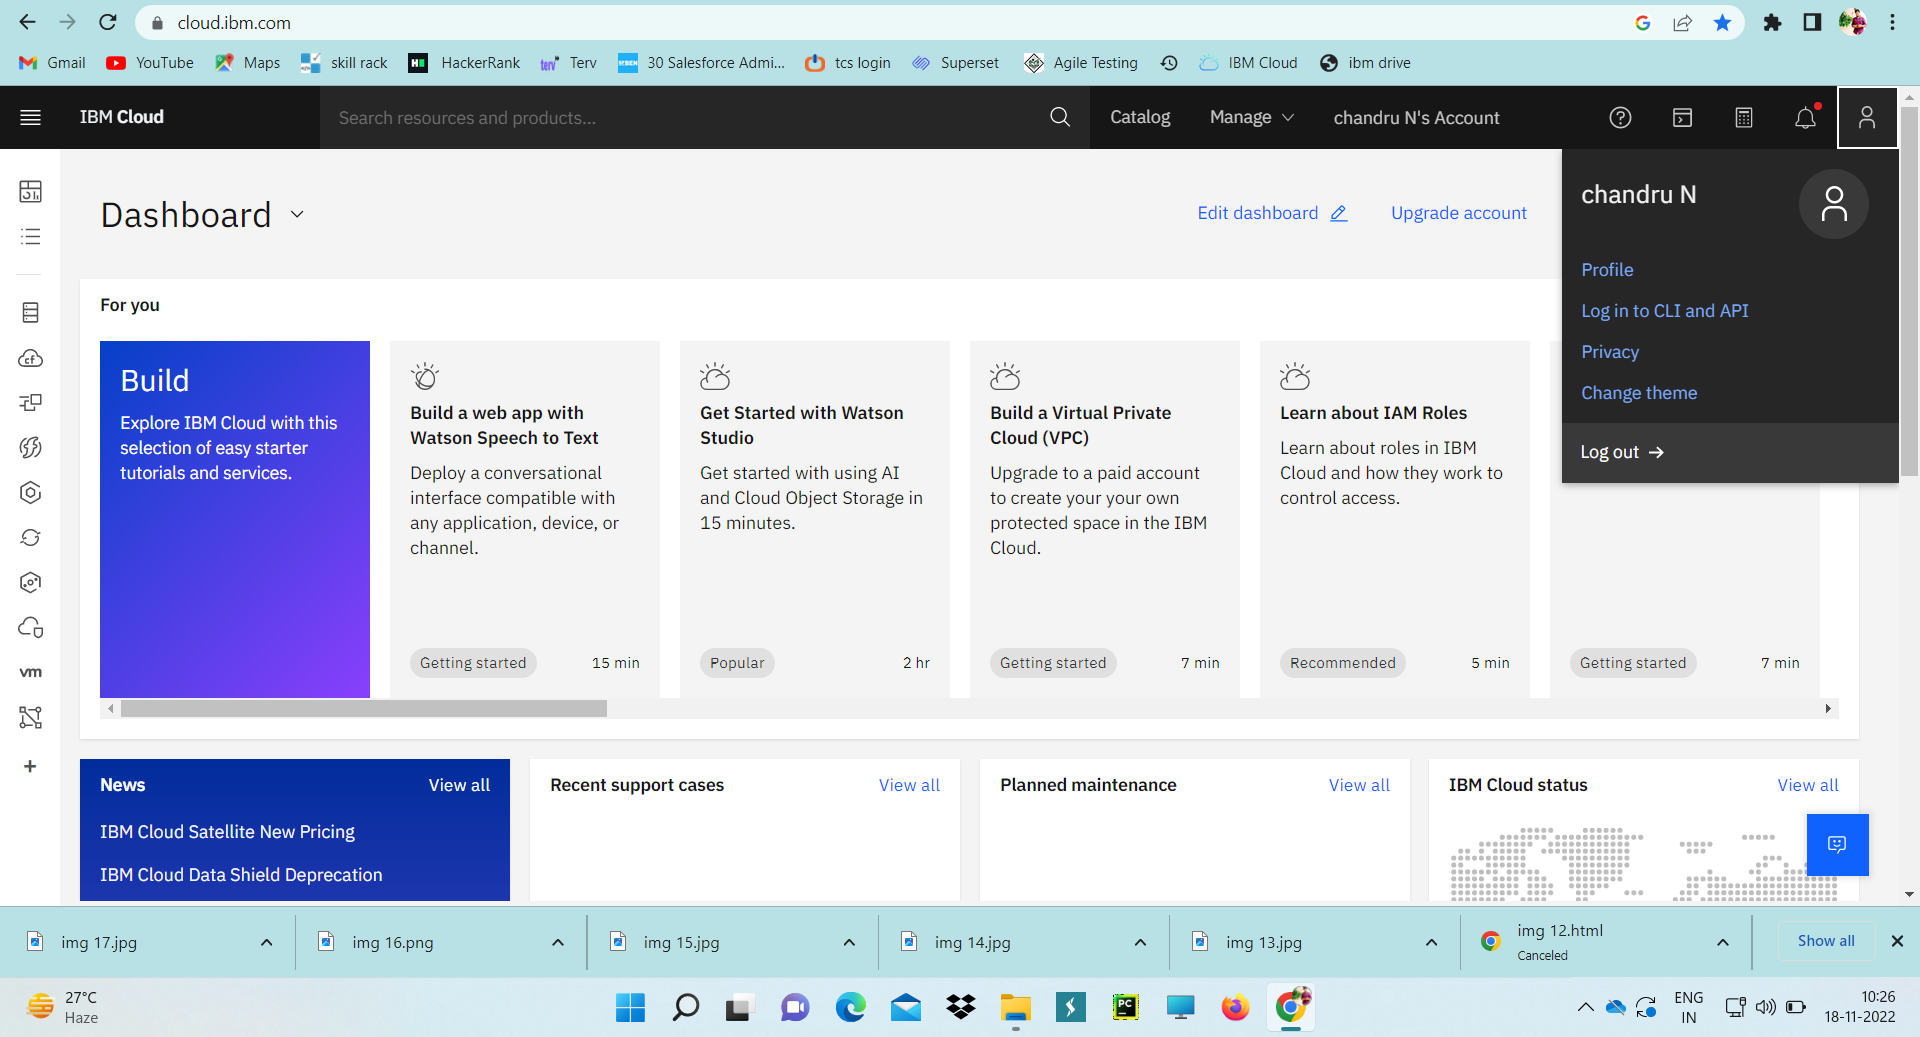 cloud.ibm.com
Gmail
YouTube
Maps
skill rack
HackerRank
Terv
30 Salesforce Admi...
tcs login
Superset
Agile Testing
IBM Cloud
ibm drive
IBM Cloud
Search resources and products...
Catalog
Manage
chandru N's Account
Dashboard
Edit dashboard
Upgrade account
chandru N
Profile
Log in to CLI and API
Privacy
Change theme
Log out →
For you
Build
Explore IBM Cloud with this
selection of easy starter
tutorials and services.
Build a web app with
Watson Speech to Text
Deploy a conversational
interface compatible with
any application, device, or
channel.
Getting started
15 min
Get Started with Watson
Studio
Get started with using AI
and Cloud Object Storage in
15 minutes.
Popular
2 hr
Build a Virtual Private
Cloud (VPC)
Upgrade to a paid account
to create your your own
protected space in the IBM
Cloud.
Getting started
7 min
Learn about IAM Roles
Learn about roles in IBM
Cloud and how they work to
control access.
Recommended
5 min
Getting started
7 min
vm
News
View all
IBM Cloud Satellite New Pricing
IBM Cloud Data Shield Deprecation
Recent support cases
View all
Planned maintenance
View all
IBM Cloud status
View all
img 17.jpg
img 16.png
img 15.jpg
img 14.jpg
img 13.jpg
img 12.html
Canceled
Show all
27°C
Haze
PC
ENG
IN
10:26
18-11-2022